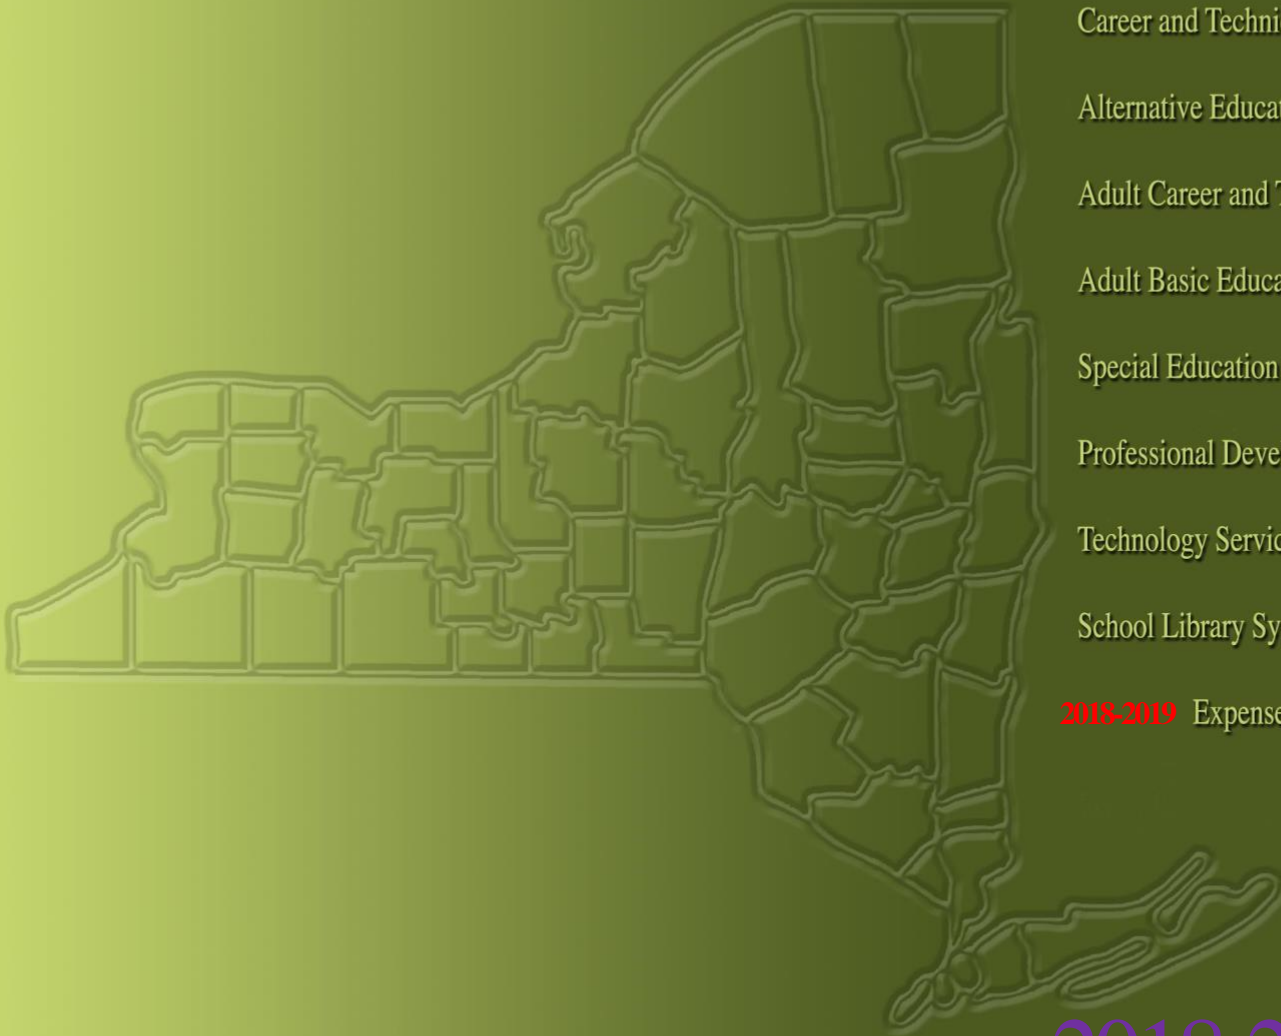 Career and Techni
Alternative Educa
Adult Career and
Adult Basic Educa
Special Education
Professional Deve
Technology Servic
School Library Sy
2018-2019 Expense